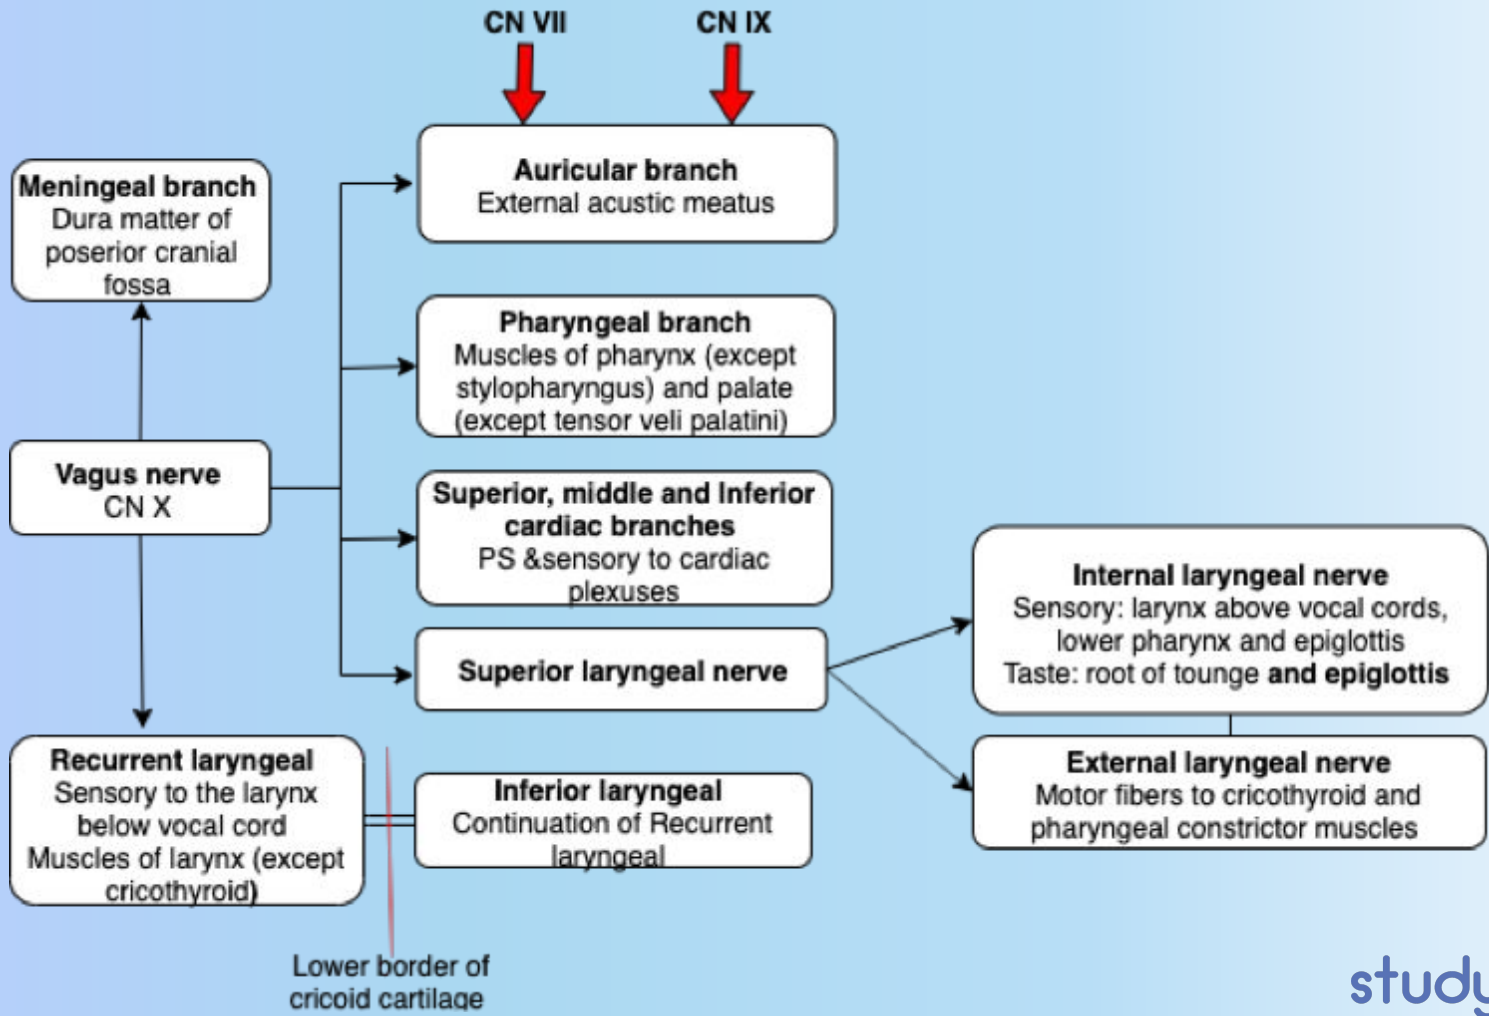 CN VII
CN IX
Auricular branch
External acustic meatus
Meningeal branch
Dura matter of
poserior cranial
fossa
Pharyngeal branch
Muscles of pharynx (except
stylopharyngus) and palate
(except tensor veli palatini)
Vagus nerve
CN X
Superior, middle and Inferior
cardiac branches
PS &sensory to cardiac
plexuses
Superior laryngeal nerve
Internal laryngeal nerve
Sensory: larynx above vocal cords,
lower pharynx and epiglottis
Taste: root of tounge and epiglottis
External laryngeal nerve
Motor fibers to cricothyroid and
pharyngeal constrictor muscles
Recurrent laryngeal
Sensory to the larynx
below vocal cord
Muscles of larynx (except
cricothyroid)
Inferior laryngeal
Continuation of Recurrent
laryngeal
Lower border of
cricoid cartilage
study